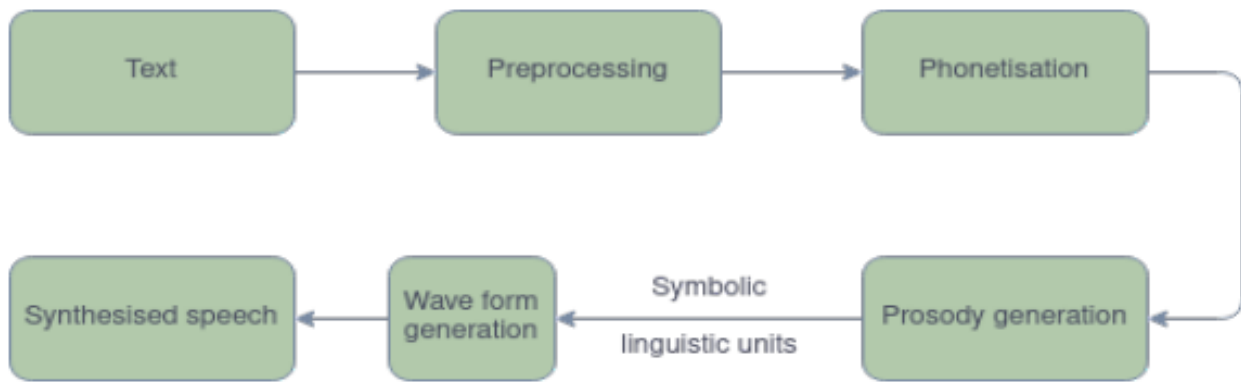 Text
Preprocessing
Phonetisation
Prosody generation
Symbolic
linguistic units
Wave form
generation
Synthesised speech